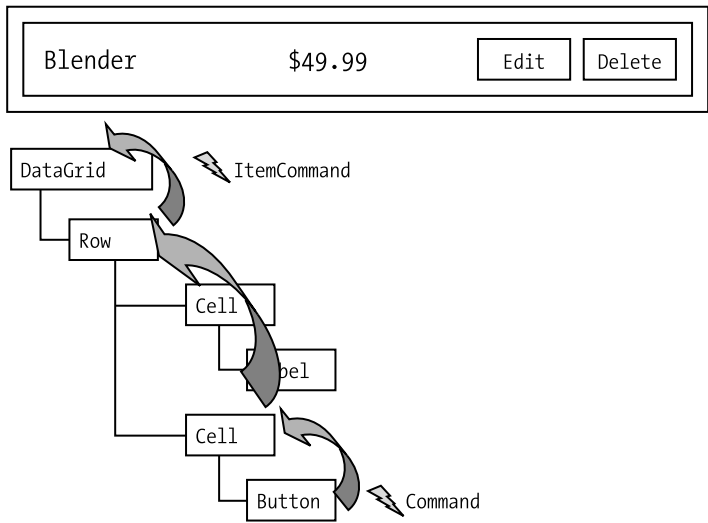 Blender $49.99 Edit Delete
DataGrid
ItemCommand
Row
Cell
Cell
Button
Command